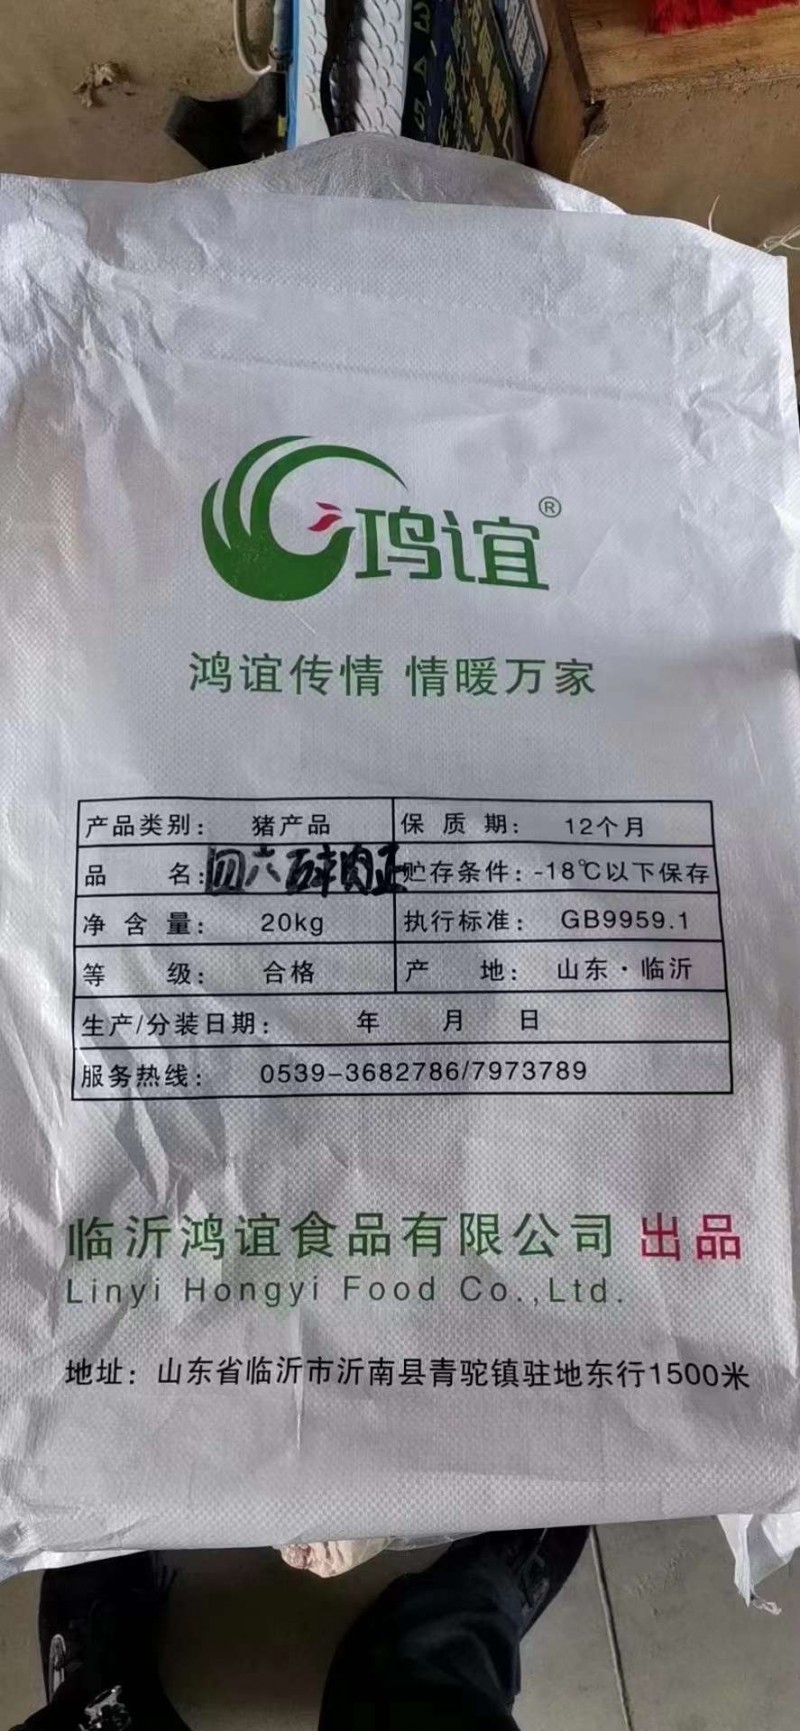 鸿谊®
鸿谊传情 情暖万家
产品类别： 猪产品 保质期： 12个月
品名： 四六碎肉正 贮存条件：-18℃以下保存
净含量： 20kg 执行标准： GB9959.1
等级： 合格 产地： 山东·临沂
生产/分装日期： 年 月 日
服务热线： 0539-3682786/7973789
临沂鸿谊食品有限公司 出品
Linyi Hongyi Food Co.,Ltd.
地址：山东省临沂市沂南县青驼镇驻地东行1500米